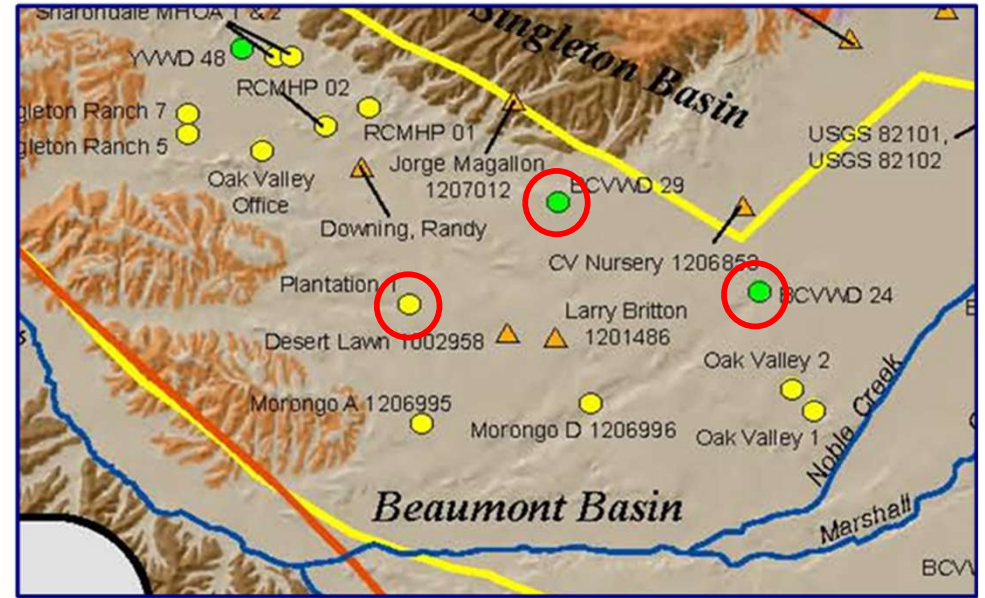 Sharondale MHOA 1 & 2
Singleton Basin
YVWD 48
RCMHP 02
gleton Ranch 7
RCMHP 01
USGS 82101,
USGS 82102
gleton Ranch 5
Jorge Magallon
1207012
Oak Valley
Office
BCVWD 29
Downing, Randy
CV Nursery 1206853
Plantation 1
BCVWD 24
Larry Britton
1201486
Desert Lawn 1002958
Oak Valley 2
Morongo A 1206995
Morongo D 1206996
Oak Valley 1
Noble Creek
Beaumont Basin
Marshall